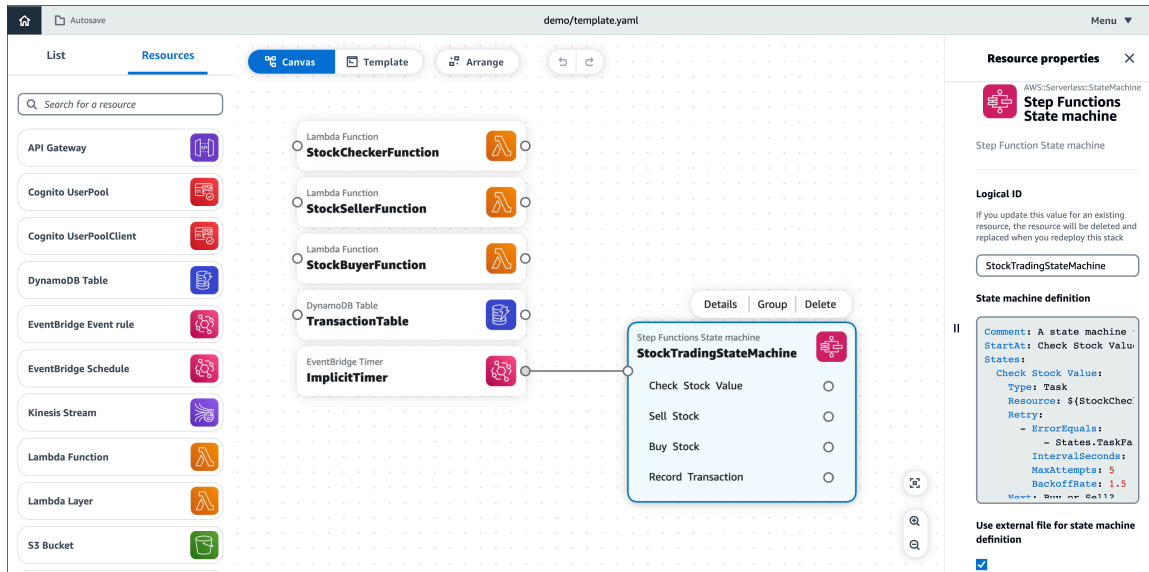 Autosave
demo/template.yaml
Menu
List
Resources
Search for a resource
API Gateway
Cognito UserPool
Cognito UserPoolClient
DynamoDB Table
EventBridge Event rule
EventBridge Schedule
Kinesis Stream
Lambda Function
Lambda Layer
S3 Bucket
Canvas
Template
Arrange
Lambda Function
StockCheckerFunction
Lambda Function
StockSellerFunction
Lambda Function
StockBuyerFunction
DynamoDB Table
TransactionTable
EventBridge Timer
ImplicitTimer
Details
Group
Delete
Step Functions State machine
StockTradingStateMachine
Check Stock Value
Sell Stock
Buy Stock
Record Transaction
Resource properties
AWS::Serverless::StateMachine
Step Functions
State machine
Step Function State machine
Logical ID
If you update this value for an existing
resource, the resource will be deleted and
replaced when you redeploy this stack
StockTradingStateMachine
State machine definition
Comment: A state machine
StartAt: Check Stock Value
States:
Check Stock Value:
Type: Task
Resource: ${StockChec
Retry:
- ErrorEquals:
- States.TaskFa
IntervalSeconds:
MaxAttempts: 5
BackoffRate: 1.5
Next: Buy or Sell?
Use external file for state machine
definition